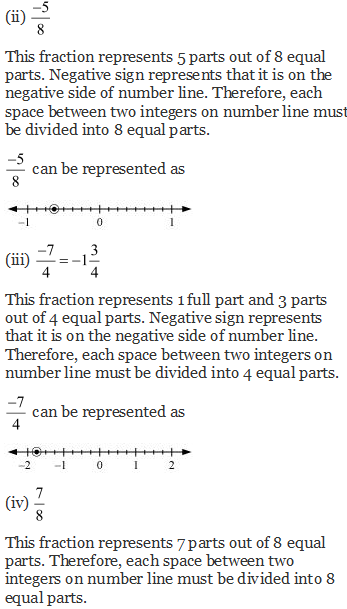 (ii) -5/8
This fraction represents 5 parts out of 8 equal
parts. Negative sign represents that it is on the
negative side of number line. Therefore, each
space between two integers on number line must
be divided into 8 equal parts.
-5/8 can be represented as
-1 0 1
(iii) -7/4 = -1 3/4
This fraction represents 1 full part and 3 parts
out of 4 equal parts. Negative sign represents
that it is on the negative side of number line.
Therefore, each space between two integers on
number line must be divided into 4 equal parts.
-7/4 can be represented as
-2 -1 0 1 2
(iv) 7/8
This fraction represents 7 parts out of 8 equal
parts. Therefore, each space between two
integers on number line must be divided into 8
equal parts.